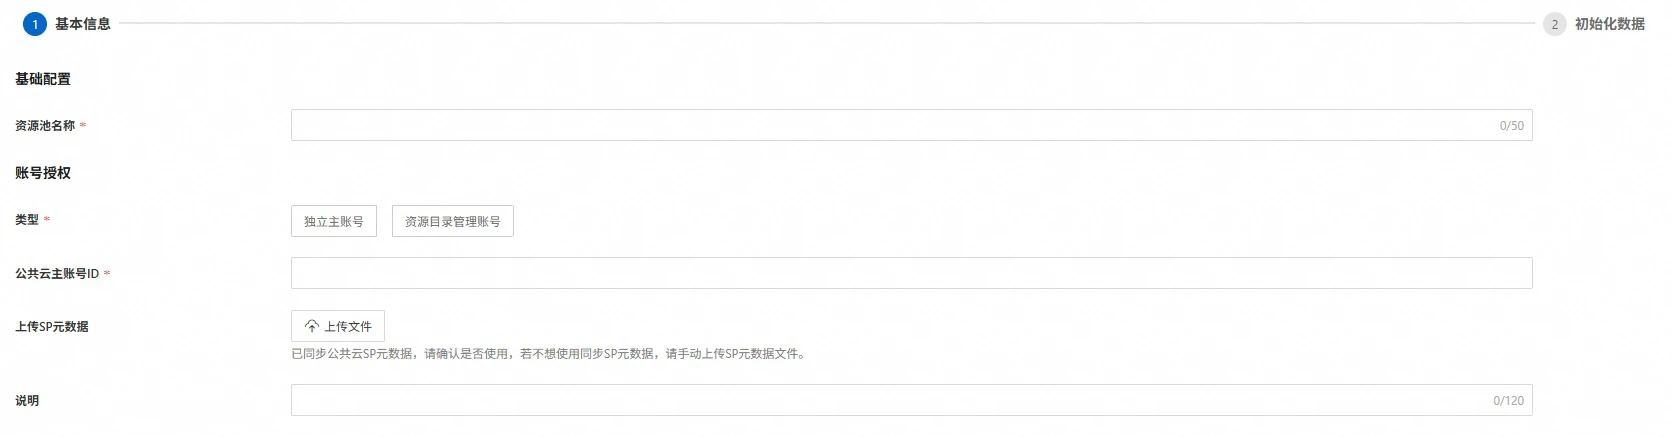 1 基本信息 2 初始化数据
基础配置
资源池名称 * 0/50
账号授权
类型 * 独立主账号 资源目录管理账号
公共云主账号ID *
上传SP元数据 上传文件
已同步公共云SP元数据，请确认是否使用，若不想使用同步SP元数据，请手动上传SP元数据文件。
说明 0/120